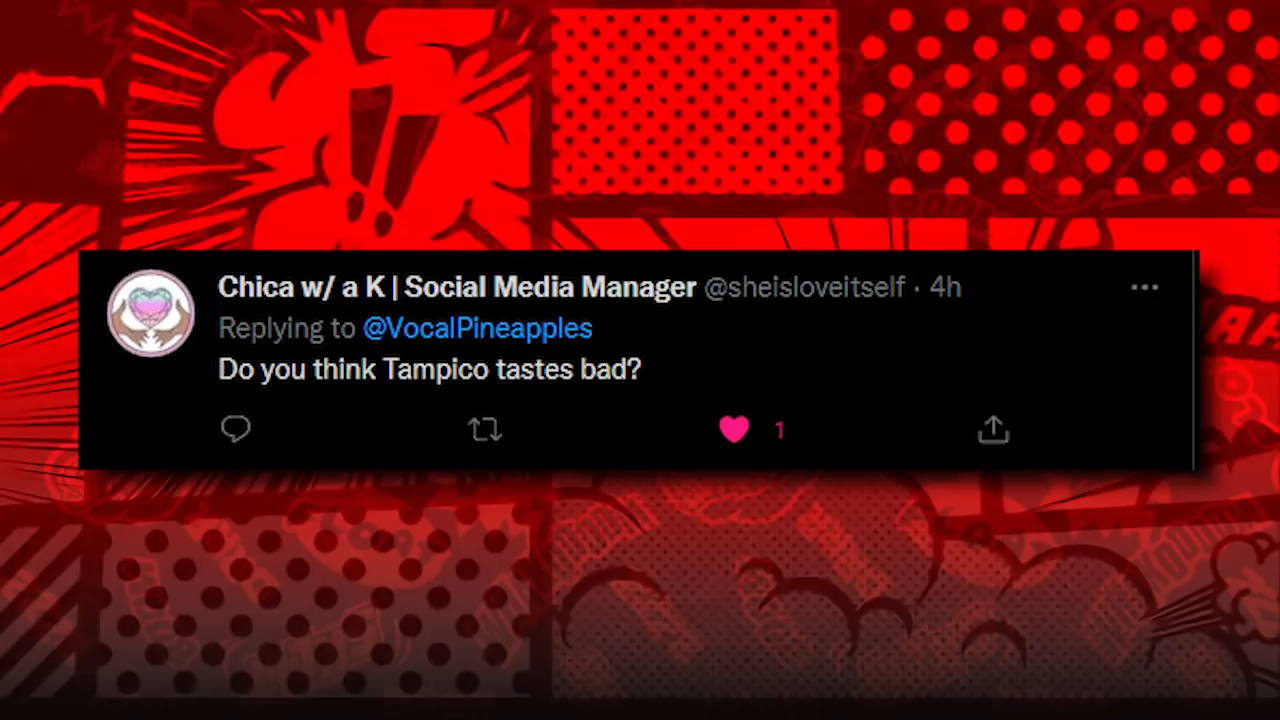 Chica w/ a K | Social Media Manager @sheisloveitself · 4h
Replying to @VocalPineapples
Do you think Tampico tastes bad?
1